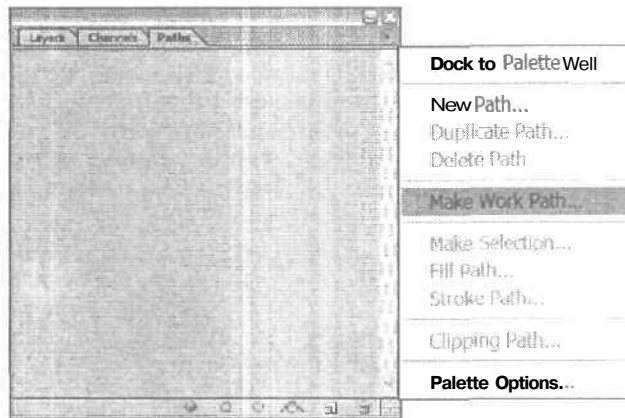 Layers Channels Paths
Dock to Palette Well
New Path...
Duplicate Path...
Delete Path
Make Work Path...
Make Selection...
Fill Path...
Stroke Path...
Clipping Path...
Palette Options...